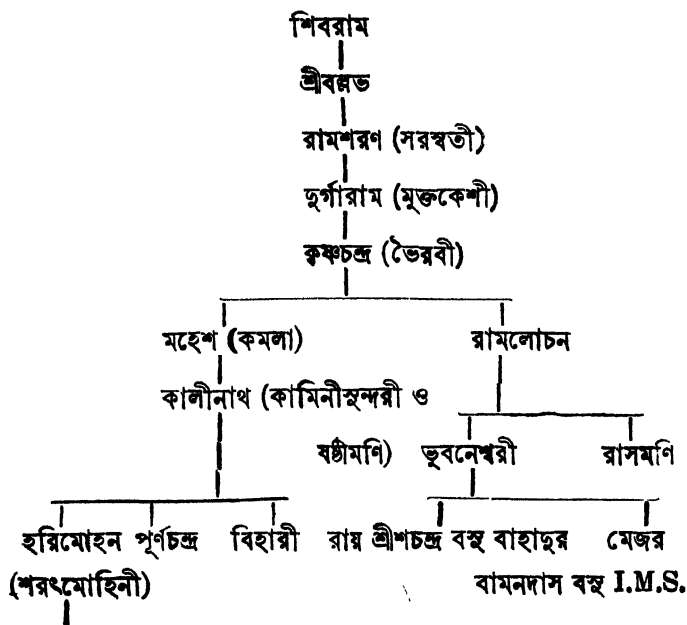 শিবরাম
শ্রীবল্লভ
রামশরণ (সরস্বতী)
দুর্গারাম (মুক্তকেশী)
কৃষ্ণচন্দ্র (ভৈরবী)
মহেশ (কমলা) রামলোচন
কালীনাথ (কামিনীসুন্দরী ও
ষষ্ঠীমণি) ভুবনেশ্বরী রাসমণি
হরিমোহন পূর্ণচন্দ্র বিহারী রায় শ্রীশচন্দ্র বসু বাহাদুর মেজর
(শরৎমোহিনী) বামনদাস বসু I.M.S.